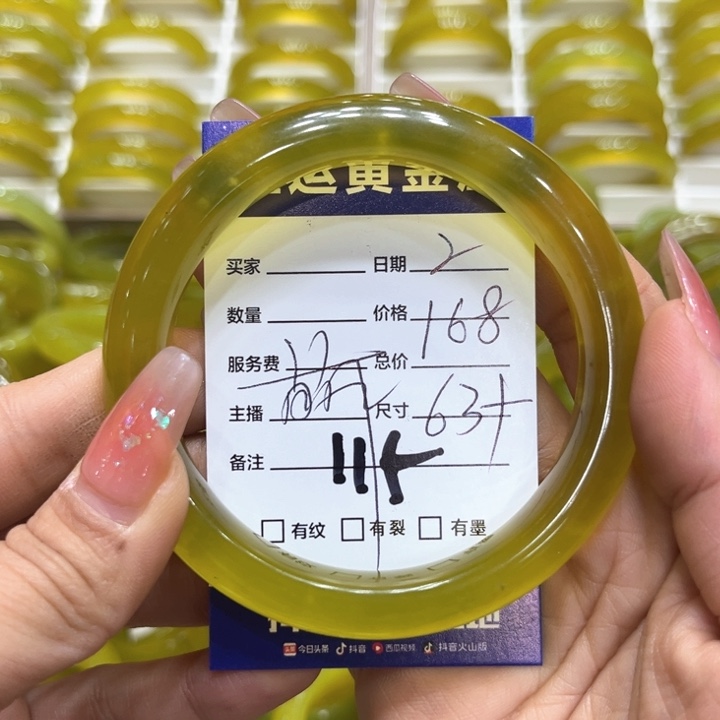 运黄金
买家 日期 2
数量 价格 168
服务费 总价
主播 尺寸 63+
备注
有纹 有裂 有墨
今日头条 抖音 西瓜视频 抖音火山版